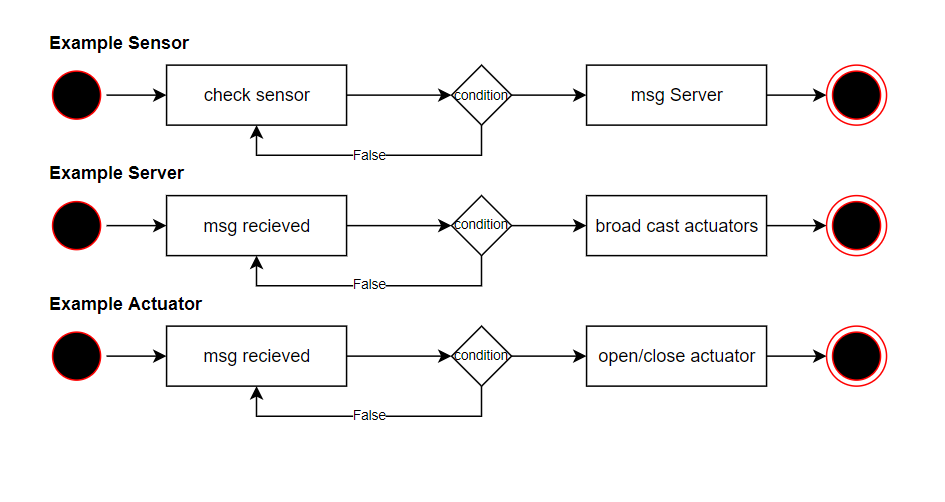 Example Sensor
check sensor
condition
msg Server
False
Example Server
msg recieved
condition
broad cast actuators
False
Example Actuator
msg recieved
condition
open/close actuator
False